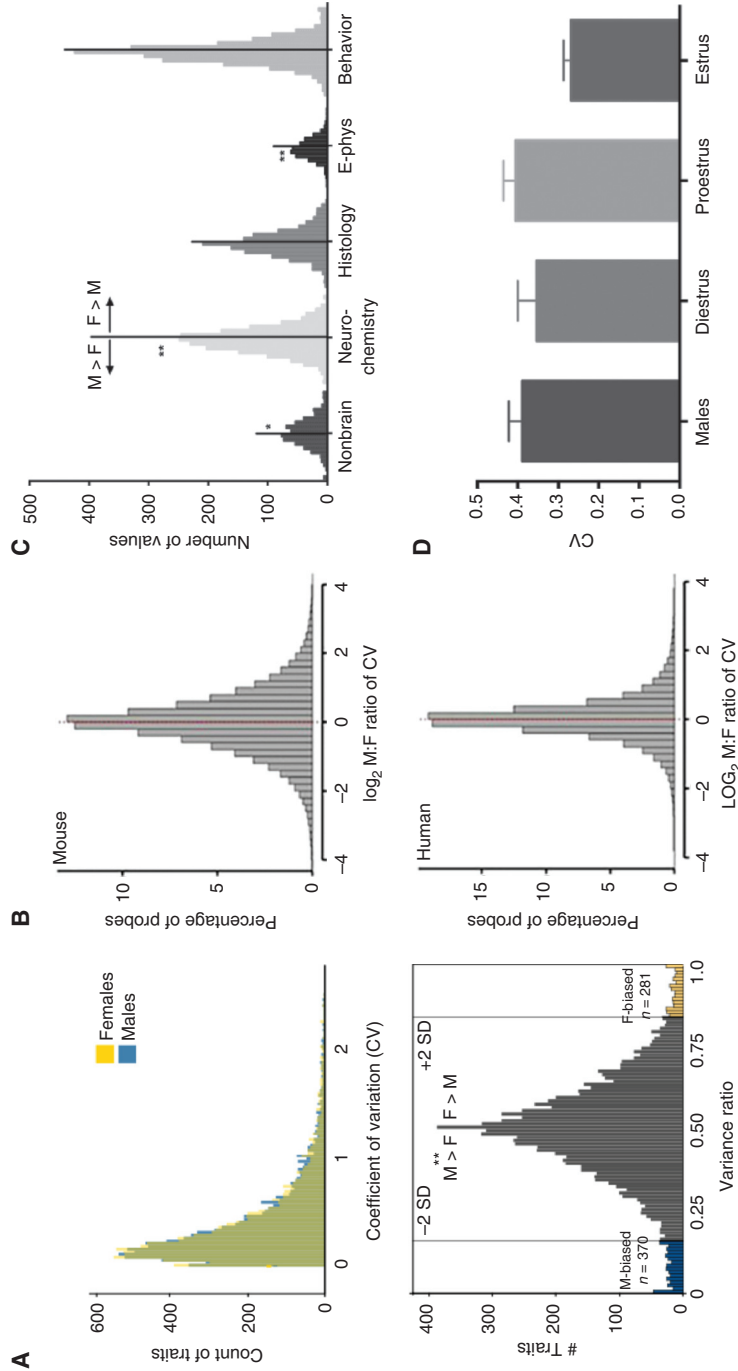 A
600
400
200
0
Count of traits
Females
Males
0
1
2
Coefficient of variation (CV)
400
300
200
100
0
# Traits
−2 SD
+2 SD
**
M > F
F > M
M-biased
n = 370
F-biased
n = 281
0
0.25
0.50
0.75
1.0
Variance ratio
B
Mouse
10
5
0
Percentage of probes
−4
−2
0
2
4
log2 M:F ratio of CV
Human
15
10
5
0
Percentage of probes
−4
−2
0
2
4
LOG2 M:F ratio of CV
C
500
400
300
200
100
0
Number of values
M > F
F > M
*
**
**
Nonbrain
Neuro-
chemistry
Histology
E-phys
Behavior
D
0.5
0.4
0.3
0.2
0.1
0.0
CV
Males
Diestrus
Proestrus
Estrus